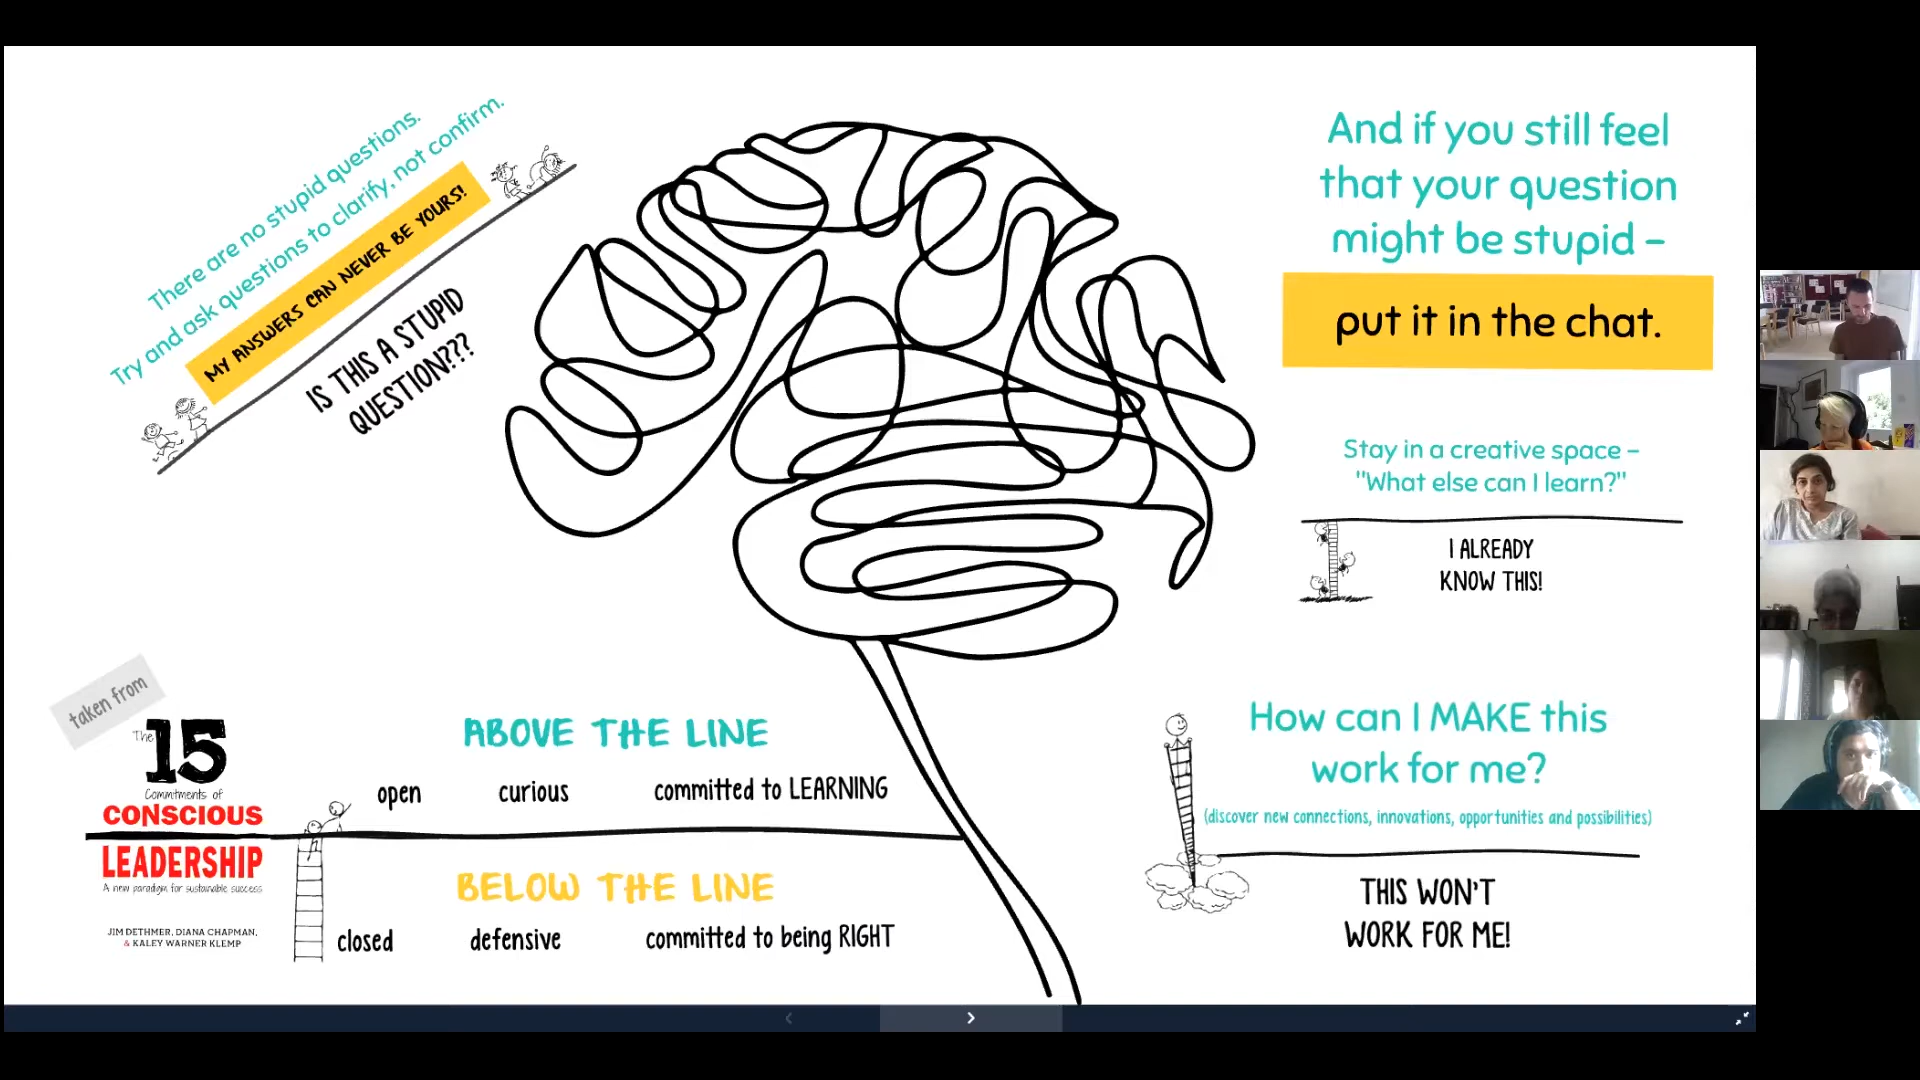 There are no stupid questions.
Try and ask questions to clarify, not confirm.
MY ANSWERS CAN NEVER BE YOURS!
IS THIS A STUPID
QUESTION???
And if you still feel
that your question
might be stupid –
put it in the chat.
Stay in a creative space –
"What else can I learn?"
I ALREADY
KNOW THIS!
taken from
The 15
Commitments of
CONSCIOUS
LEADERSHIP
A new paradigm for sustainable success
JIM DETHMER, DIANA CHAPMAN,
& KALEY WARNER KLEMP
ABOVE THE LINE
open curious committed to LEARNING
BELOW THE LINE
closed defensive committed to being RIGHT
How can I MAKE this
work for me?
(discover new connections, innovations, opportunities and possibilities)
THIS WON'T
WORK FOR ME!